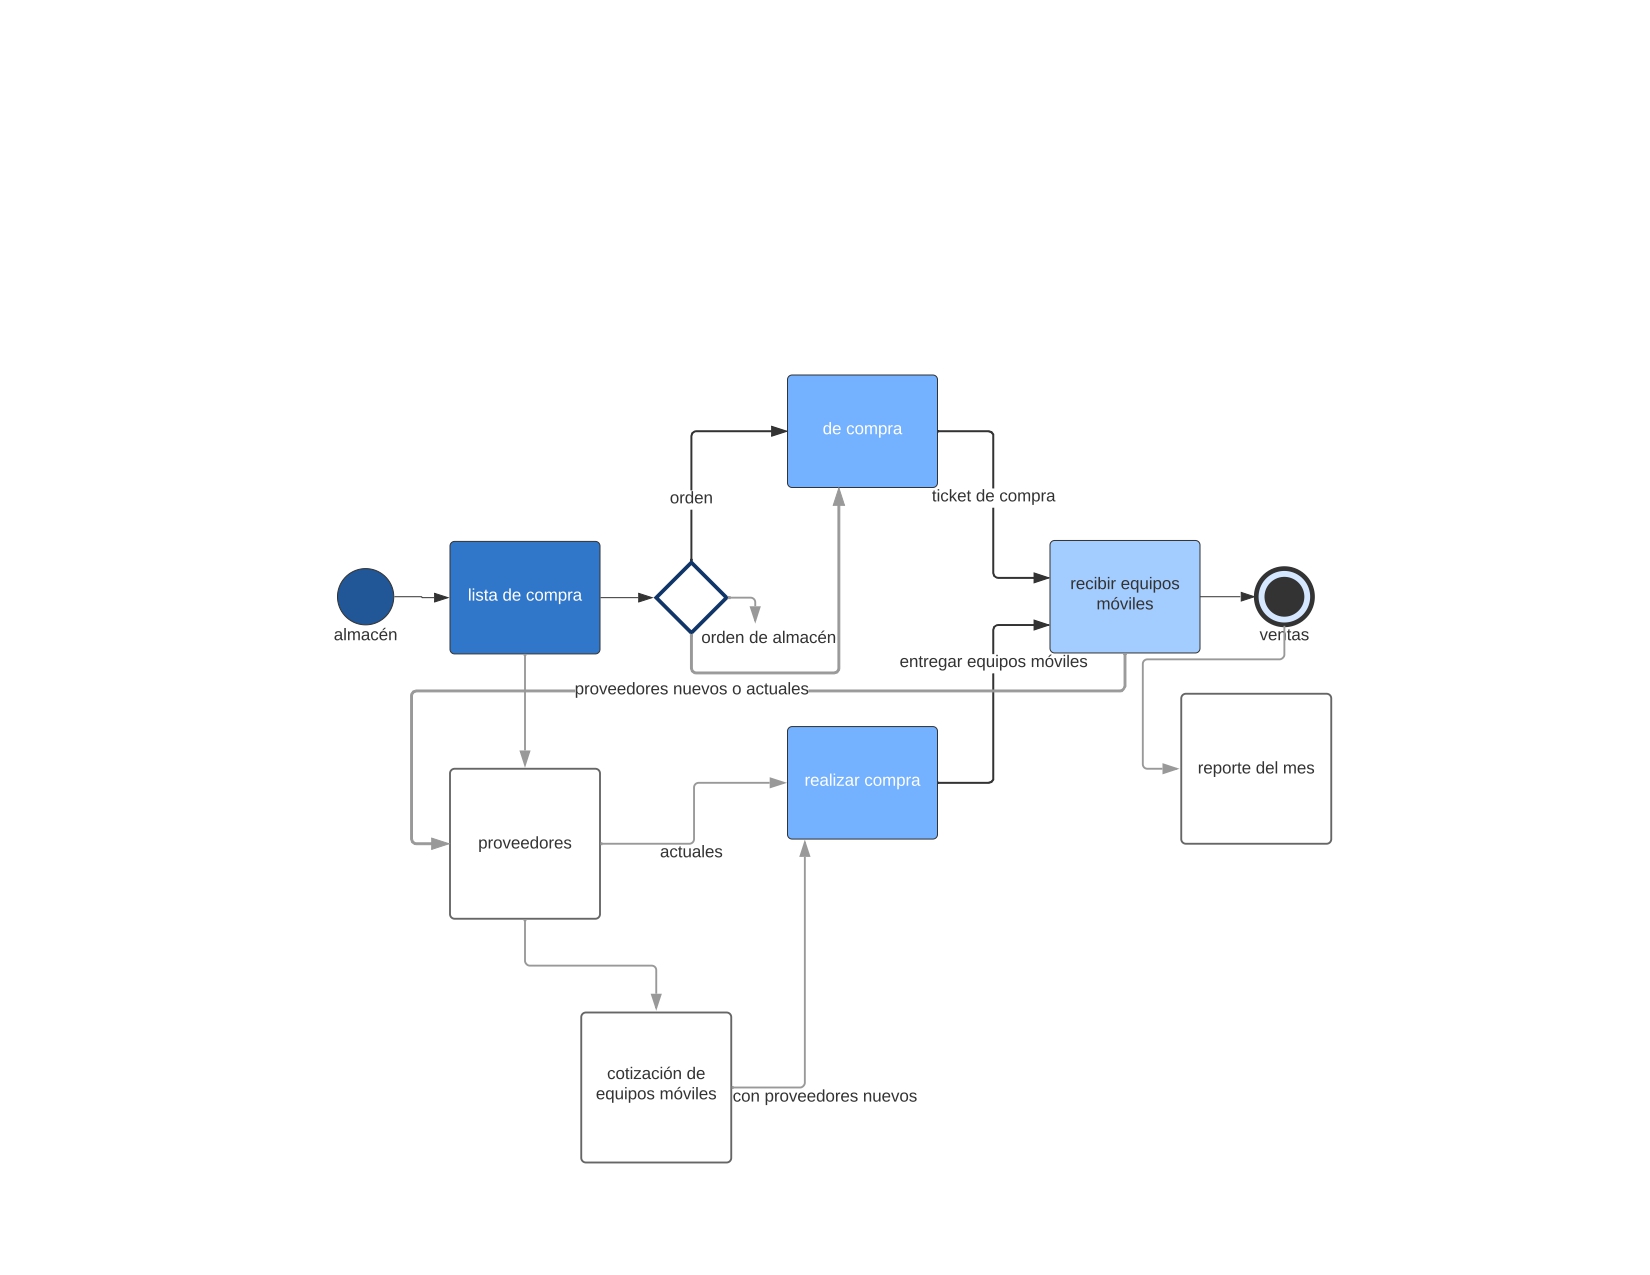 de compra
orden
ticket de compra
lista de compra
recibir equipos
móviles
almacén
orden de almacén
ventas
entregar equipos móviles
proveedores nuevos o actuales
realizar compra
reporte del mes
proveedores
actuales
cotización de
equipos móviles
con proveedores nuevos